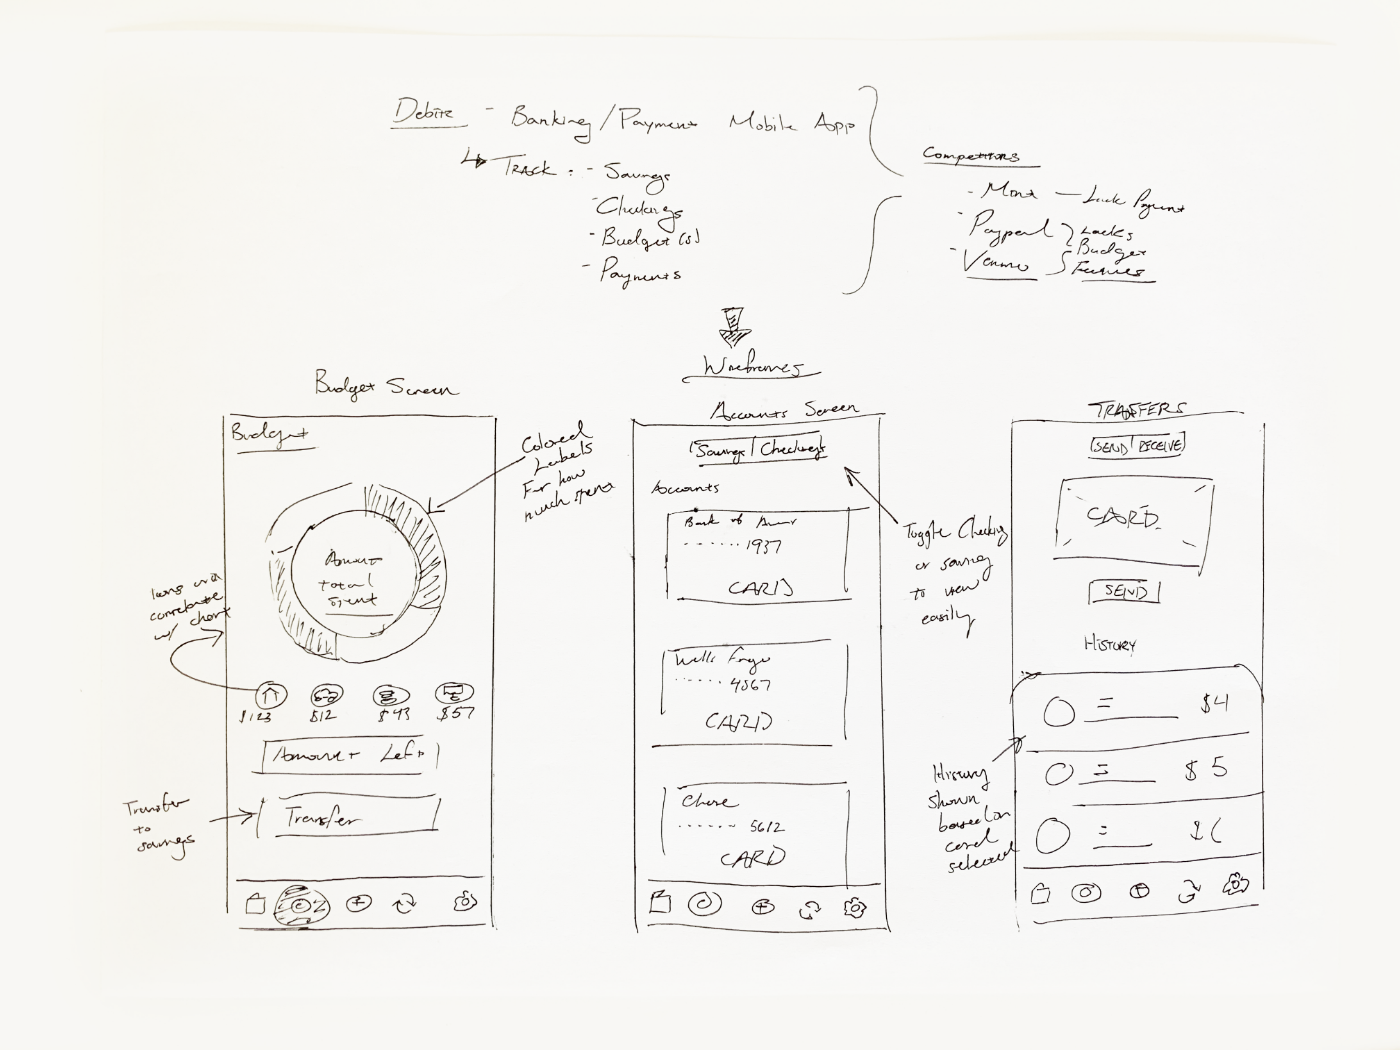 Debite - Banking/Payment Mobile App
↳ Track: - Savings
- Checkings
- Budget(s)
- Payments
Competitors
- Mint — Lack Payment
- Paypal } Lacks
Budget
- Venmo Features
Wireframes
Budget Screen
Budget
Amount
total
spent
$123 $12 $43 $57
Amount Left
Transfer
Colored
Labels
For how
much spent
Icons
correlate
w/ chart
Transfer
to
savings
Accounts Screen
Savings | Checkings
Accounts
Bank of Amer
...... 1937
CARD
Wells Fargo
...... 4867
CARD
Chase
...... 5612
CARD
Toggle Checking
or saving
to view
easily
TRANSFERS
SEND | RECEIVE
CARD
SEND
HISTORY
$4
$5
History
shown
based on
card
selected